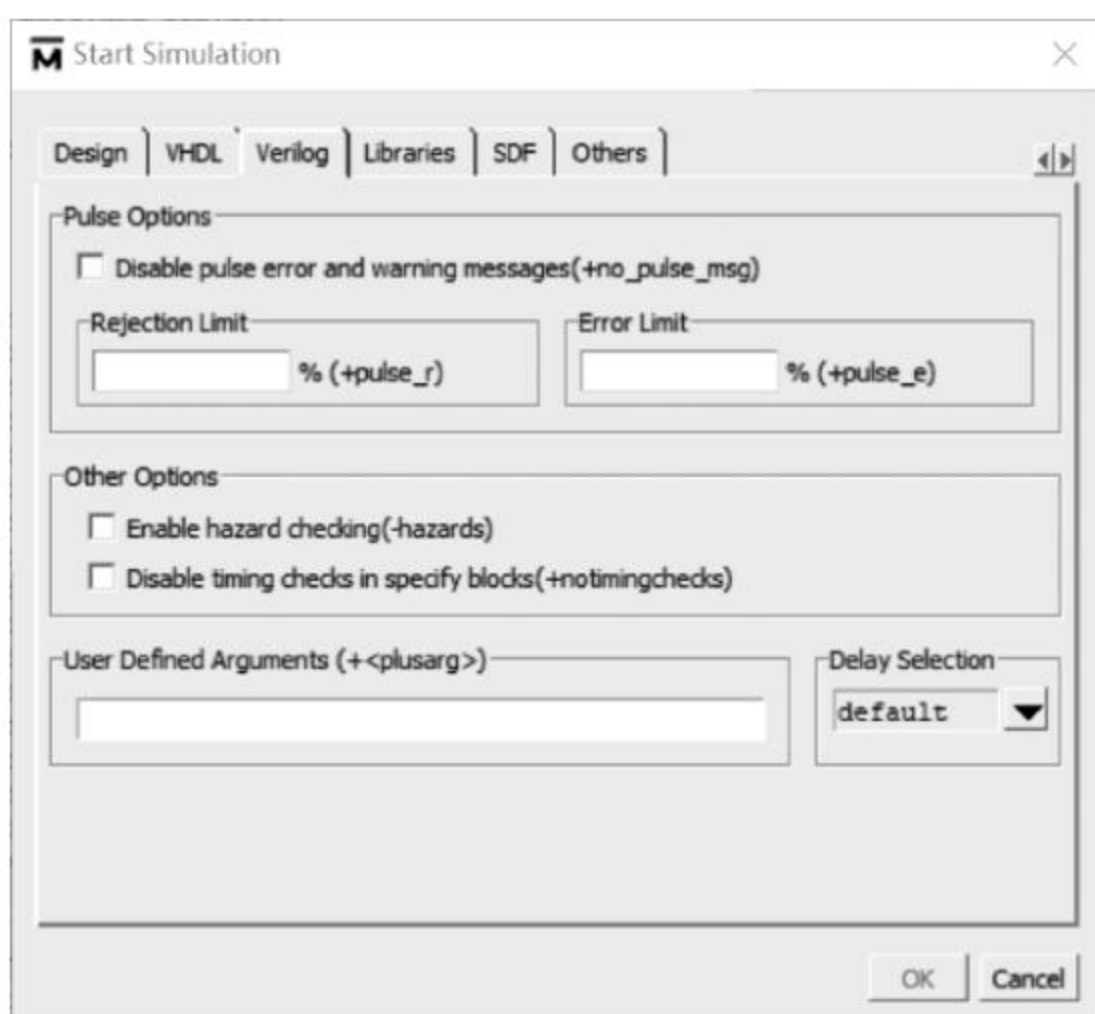 M Start Simulation
Design VHDL Verilog Libraries SDF Others
Pulse Options
Disable pulse error and warning messages(+no_pulse_msg)
Rejection Limit Error Limit
% (+pulse_r) % (+pulse_e)
Other Options
Enable hazard checking(-hazards)
Disable timing checks in specify blocks(+notimingchecks)
User Defined Arguments (+<plusarg>) Delay Selection
default
OK Cancel